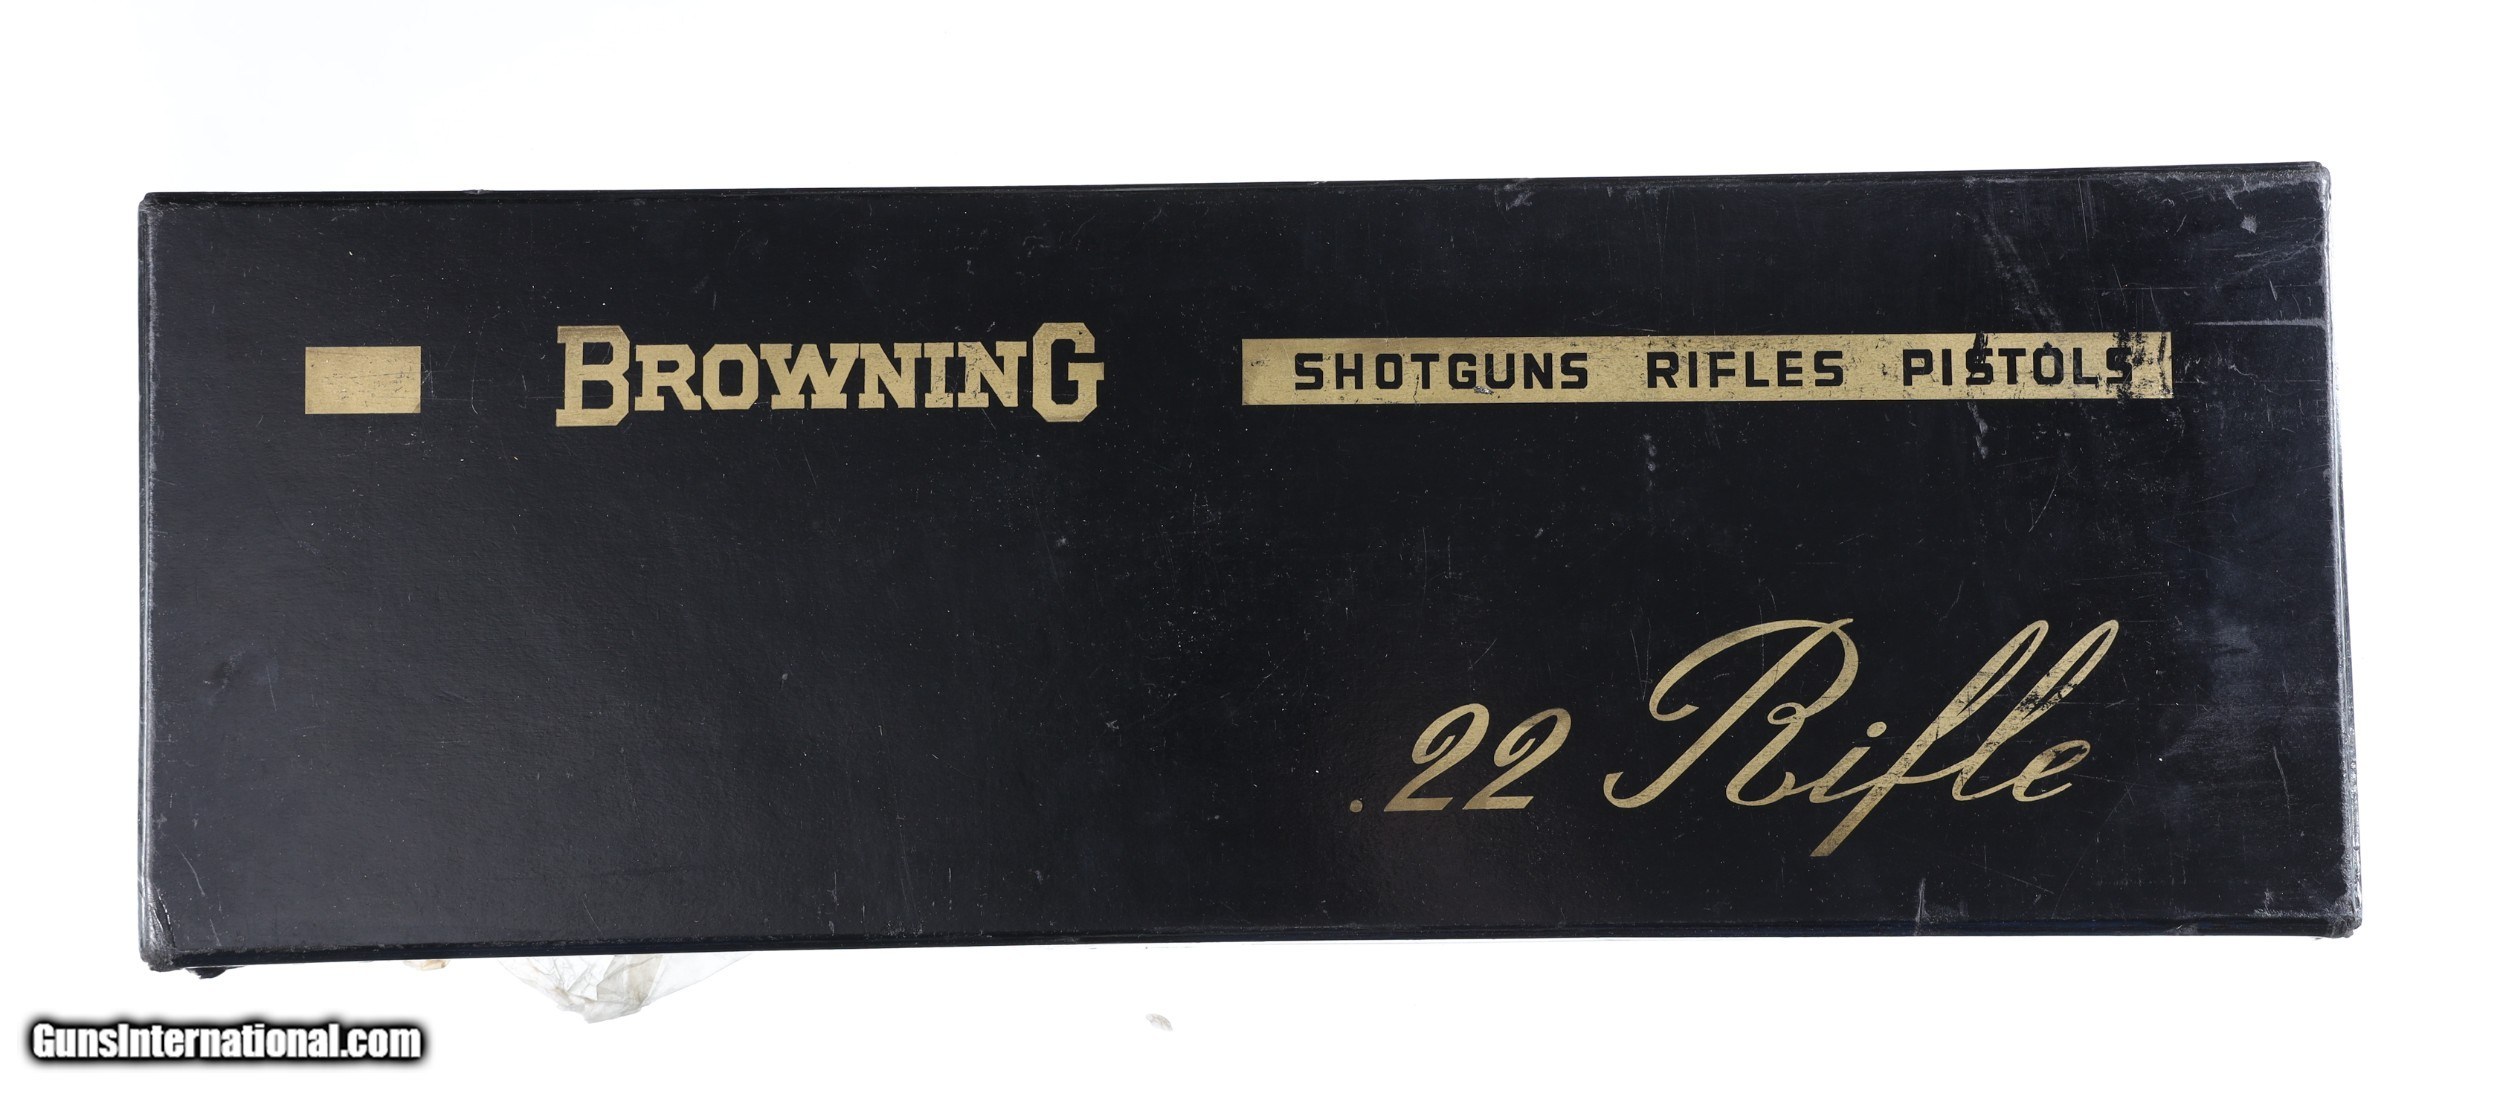 BROWNING SHOTGUNS RIFLES PISTOLS
.22 Rifle
GunsInternational.com